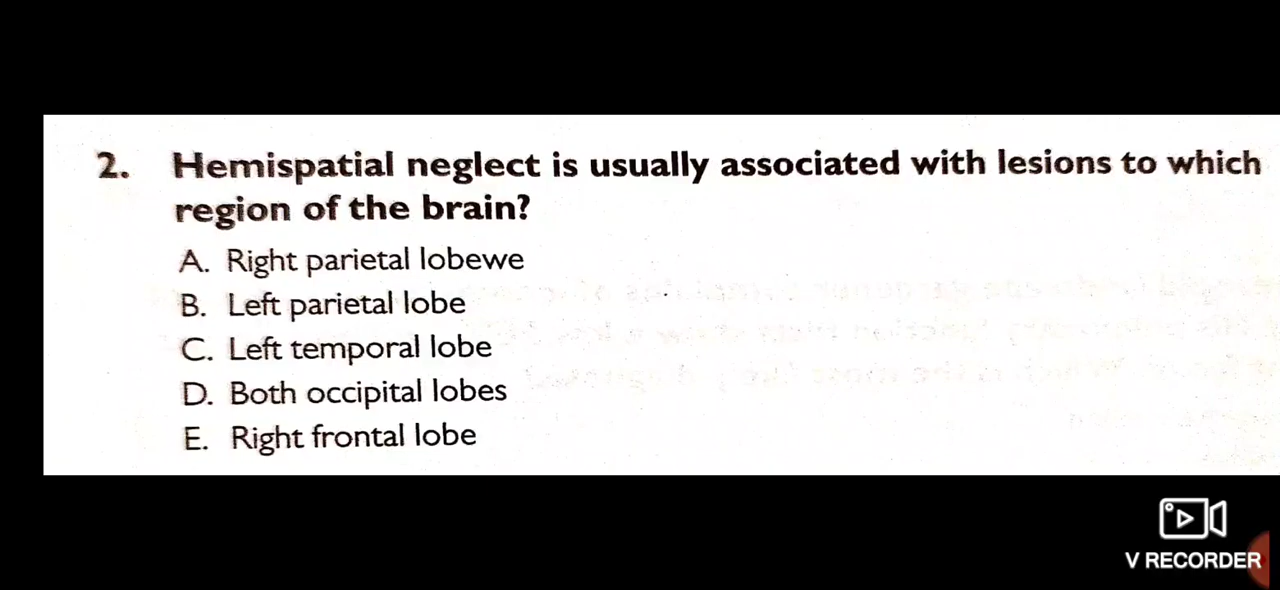 2. Hemispatial neglect is usually associated with lesions to which
region of the brain?
A. Right parietal lobewe
B. Left parietal lobe
C. Left temporal lobe
D. Both occipital lobes
E. Right frontal lobe
V RECORDER